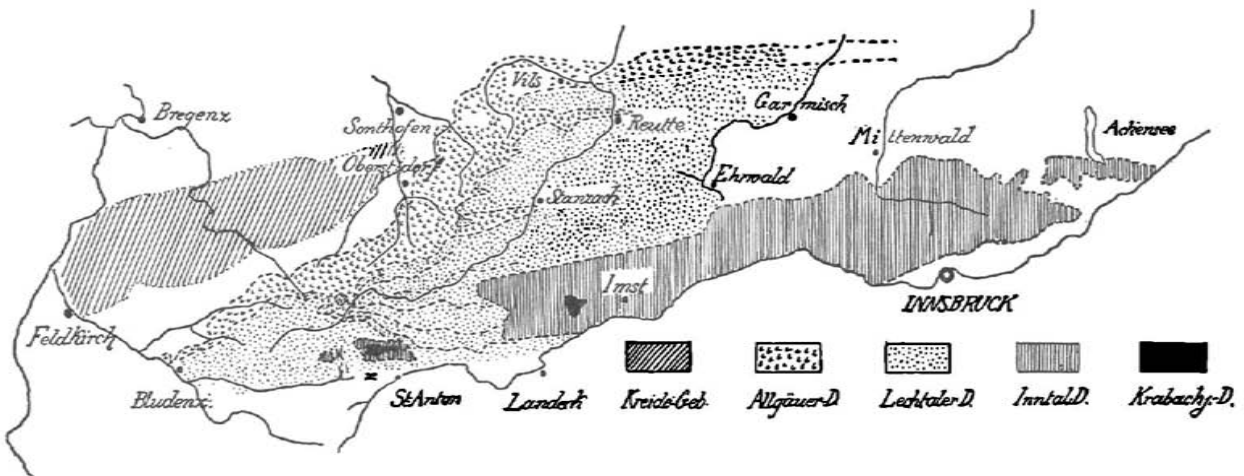 Bregenz
Vils
Sonthofen
Oberstdorf
Reutte
Garmisch
Mittenwald
Achensee
Ehrwald
Stanzach
Imst
INNSBRUCK
Feldkirch
Bludenz
St.Anton
Landeck
Kreide-Geb.
Allgäuer-D.
Lechtaler D.
Inntal.D.
Krabachj.-D.